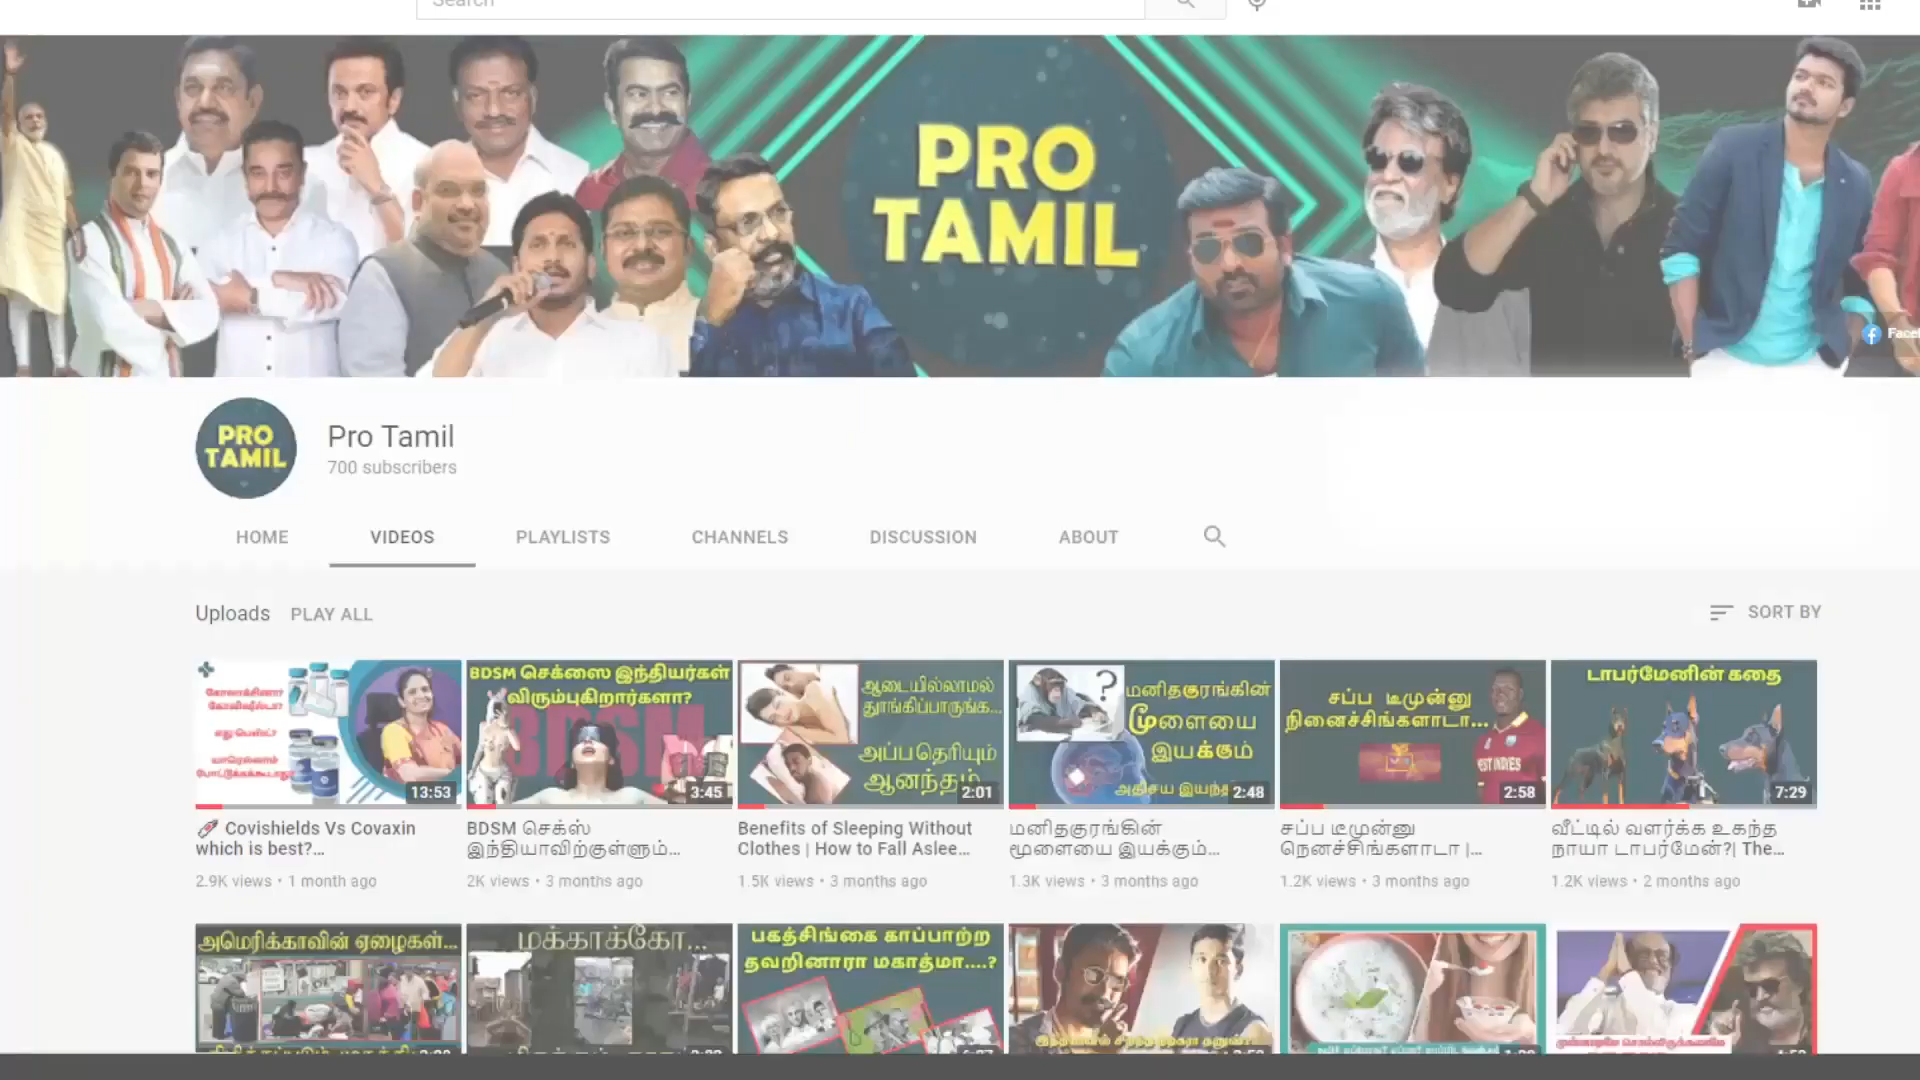 Search
PRO
TAMIL
PRO
TAMIL
Pro Tamil
700 subscribers
HOME
VIDEOS
PLAYLISTS
CHANNELS
DISCUSSION
ABOUT
Uploads
PLAY ALL
SORT BY
கோவாக்சினா?
கோவிஷீல்டா?
எது பெஸ்ட்?
யாரெல்லாம்
போட்டுக்கக்கூடாது?
13:53
BDSM செக்ஸை இந்தியர்கள்
விரும்புகிறார்களா?
BDSM
3:45
ஆடையில்லாமல்
தூங்கிப்பாருங்க...
அப்பதெரியும்
ஆனந்தம்
2:01
?
மனிதகுரங்கின்
மூளையை
இயக்கும்
அதிசய
2:48
சப்ப டீமுன்னு
நினைச்சிங்களாடா...
2:58
டாபர்மேனின் கதை
7:29
Covishields Vs Covaxin
which is best?...
2.9K views • 1 month ago
BDSM செக்ஸ்
இந்தியாவிற்குள்ளும்...
2K views • 3 months ago
Benefits of Sleeping Without
Clothes | How to Fall Aslee...
1.5K views • 3 months ago
மனிதகுரங்கின்
மூளையை இயக்கும்...
1.3K views • 3 months ago
சப்ப டீமுன்னு
நெனச்சிங்களாடா |...
1.2K views • 3 months ago
வீட்டில் வளர்க்க உகந்த
நாயா டாபர்மேன்?| The...
1.2K views • 2 months ago
அமெரிக்காவின் ஏழைகள்...
மக்காக்கோ...
பகத்சிங்கை காப்பாற்ற
தவறினாரா மகாத்மா....?